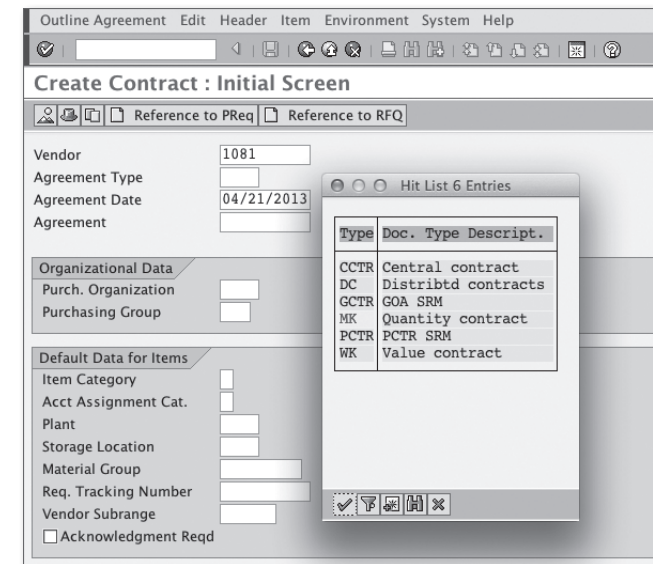 Outline Agreement Edit Header Item Environment System Help
Create Contract : Initial Screen
Reference to PReq Reference to RFQ
Vendor 1081
Agreement Type
Agreement Date 04/21/2013
Agreement
Organizational Data
Purch. Organization
Purchasing Group
Default Data for Items
Item Category
Acct Assignment Cat.
Plant
Storage Location
Material Group
Req. Tracking Number
Vendor Subrange
Acknowledgment Reqd
Hit List 6 Entries
Type Doc. Type Descript.
CCTR Central contract
DC Distribtd contracts
GCTR GOA SRM
MK Quantity contract
PCTR PCTR SRM
WK Value contract